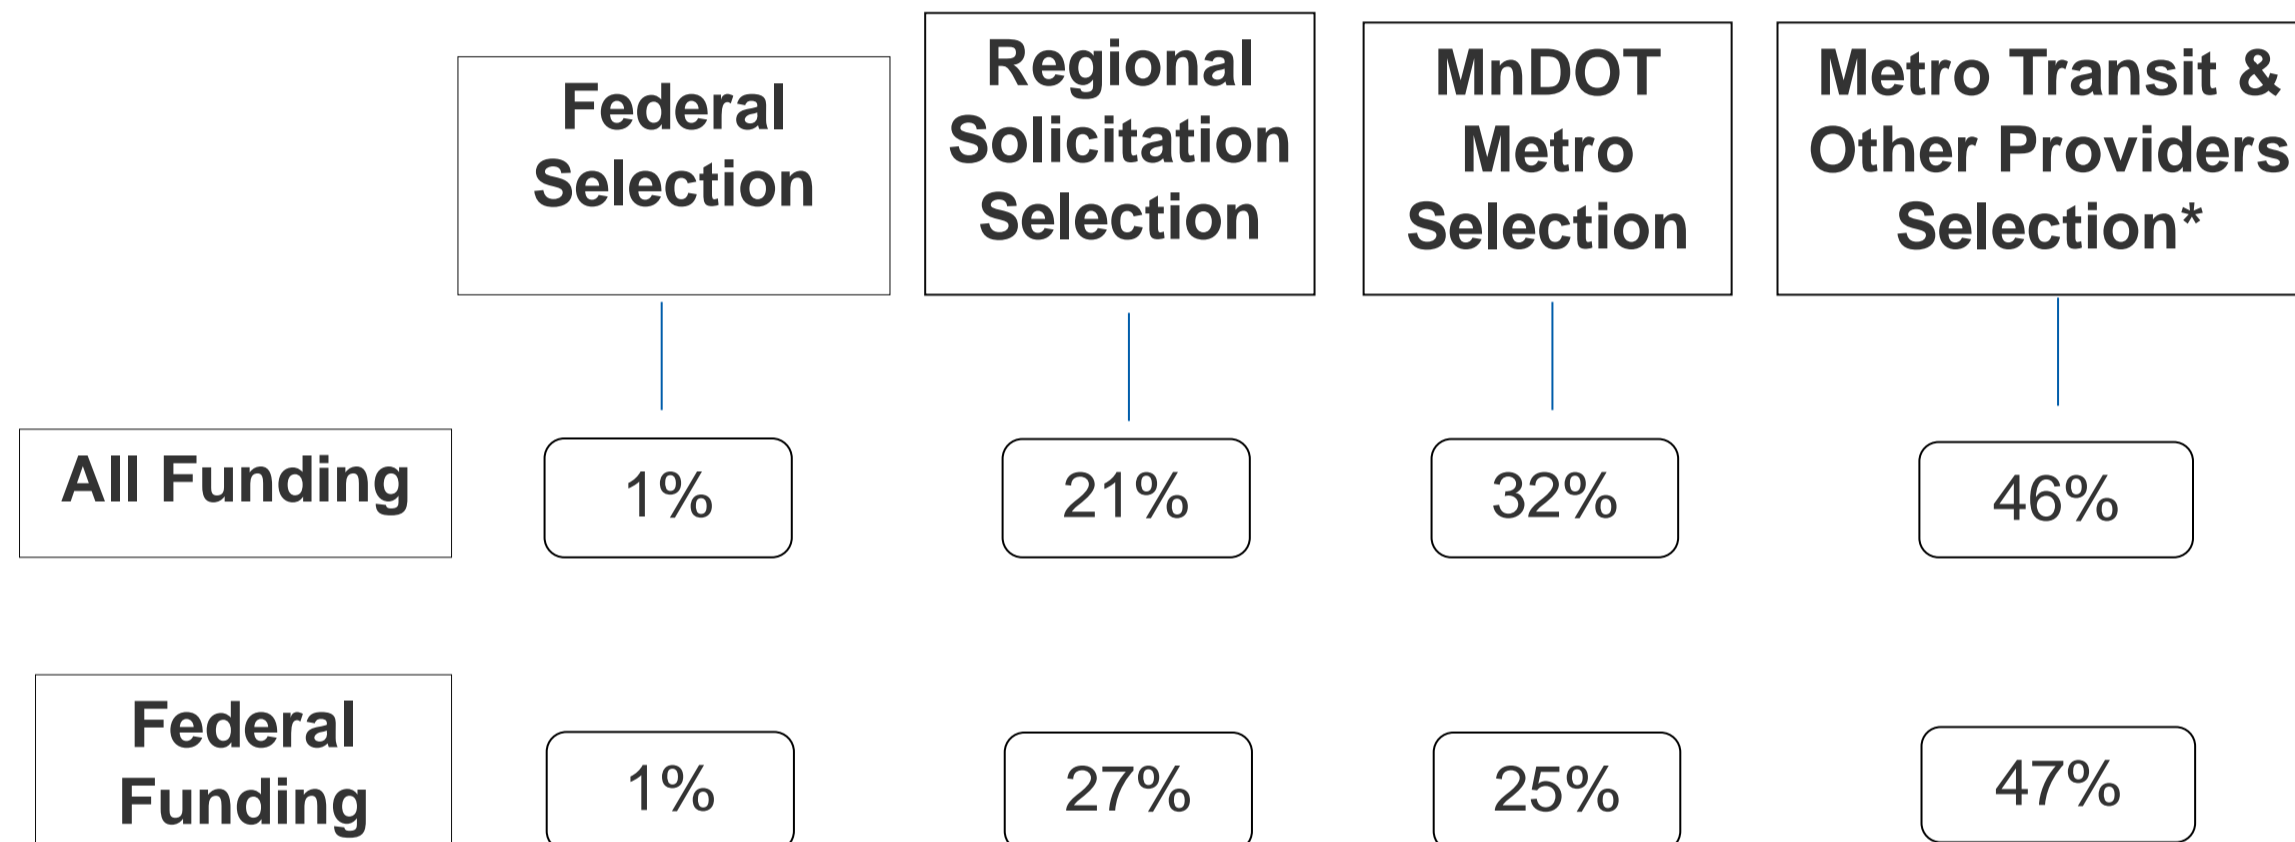 Federal
Selection
Regional
Solicitation
Selection
MnDOT
Metro
Selection
Metro Transit &
Other Providers
Selection*
All Funding
1%
21%
32%
46%
Federal
Funding
1%
27%
25%
47%